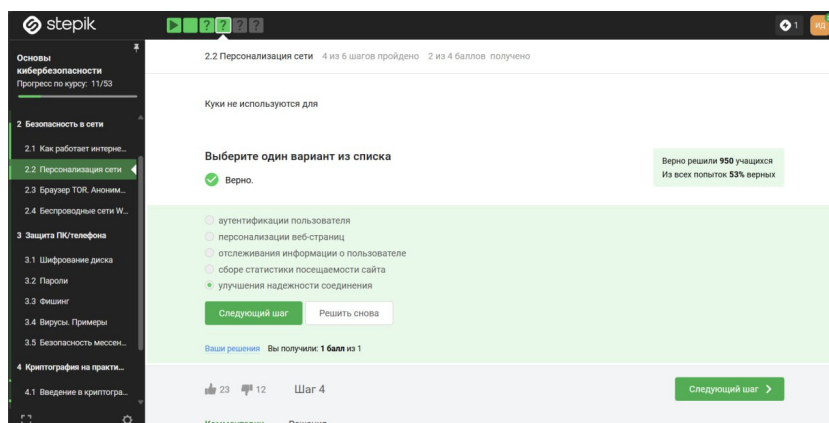 stepik
1
ИД
Основы
кибербезопасности
Прогресс по курсу: 11/53
2 Безопасность в сети
2.1 Как работает интерне...
2.2 Персонализация сети
2.3 Браузер TOR. Аноним...
2.4 Беспроводные сети W...
3 Защита ПК/телефона
3.1 Шифрование диска
3.2 Пароли
3.3 Фишинг
3.4 Вирусы. Примеры
3.5 Безопасность мессен...
4 Криптография на практи...
4.1 Введение в криптогра...
2.2 Персонализация сети 4 из 6 шагов пройдено 2 из 4 баллов получено
Куки не используются для
Выберите один вариант из списка
Верно.
Верно решили 950 учащихся
Из всех попыток 53% верных
аутентификации пользователя
персонализации веб-страниц
отслеживания информации о пользователе
сборе статистики посещаемости сайта
улучшения надежности соединения
Следующий шаг Решить снова
Ваши решения Вы получили: 1 балл из 1
23 12 Шаг 4
Следующий шаг